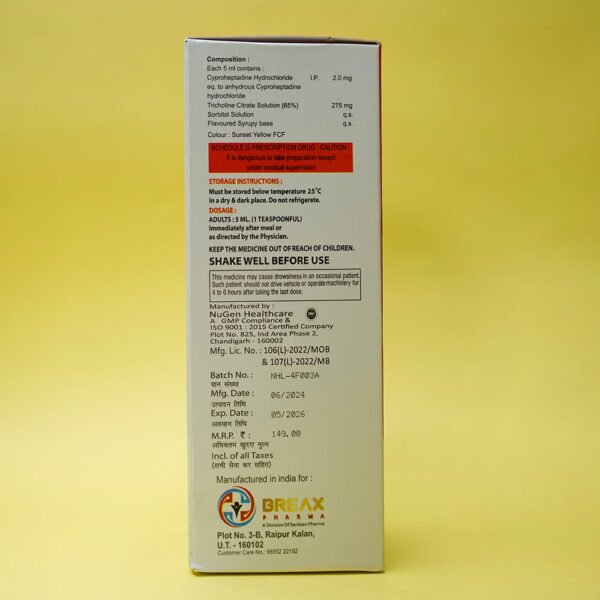 Composition :
Each 5 ml contains :
Cyproheptadine Hydrochloride I.P. 2.0 mg
eq. to anhydrous Cyproheptadine
hydrochloride
Tricholine Citrate Solution (65%) 275 mg
Sorbitol Solution q.s.
Flavoured Syrupy base q.s.
Colour : Sunset Yellow FCF
SCHEDULE G PRESCRIPTION DRUG : CAUTION :
It is dangerous to take preparation except
under medical supervision
STORAGE INSTRUCTIONS :
Must be stored below temperature 25°C
in a dry & dark place. Do not refrigerate.
DOSAGE :
ADULTS : 5 ML. (1 TEASPOONFUL)
Immediately after meal or
as directed by the Physician.
KEEP THE MEDICINE OUT OF REACH OF CHILDREN.
SHAKE WELL BEFORE USE
This medicine may cause drowsiness in an occasional patient.
Such patient should not drive vehicle or operate machinery for
4 to 6 hours after taking the last dose.
Manufactured by :
NuGen Healthcare
A GMP Compliance &
ISO 9001 : 2015 Certified Company
Plot No. 825, Ind Area Phase 2,
Chandigarh - 160002
Mfg. Lic. No. : 106(L)-2022/MOB
& 107(L)-2022/MB
Batch No. : NHL-4F003A
चान संख्या
Mfg. Date : 06/2024
उत्पादन तिथि
Exp. Date : 05/2026
अवसान तिथि
M.R.P. ₹ : 149.00
अधिकतम खुदरा मुल्य
Incl. of all Taxes
(सभी सेवा कर सहित)
Manufactured in india for :
BREAX
PHARMA
A Division Of Senbian Pharma
Plot No. 3-B, Raipur Kalan,
U.T. - 160102
Customer Care No.: 98552 22192